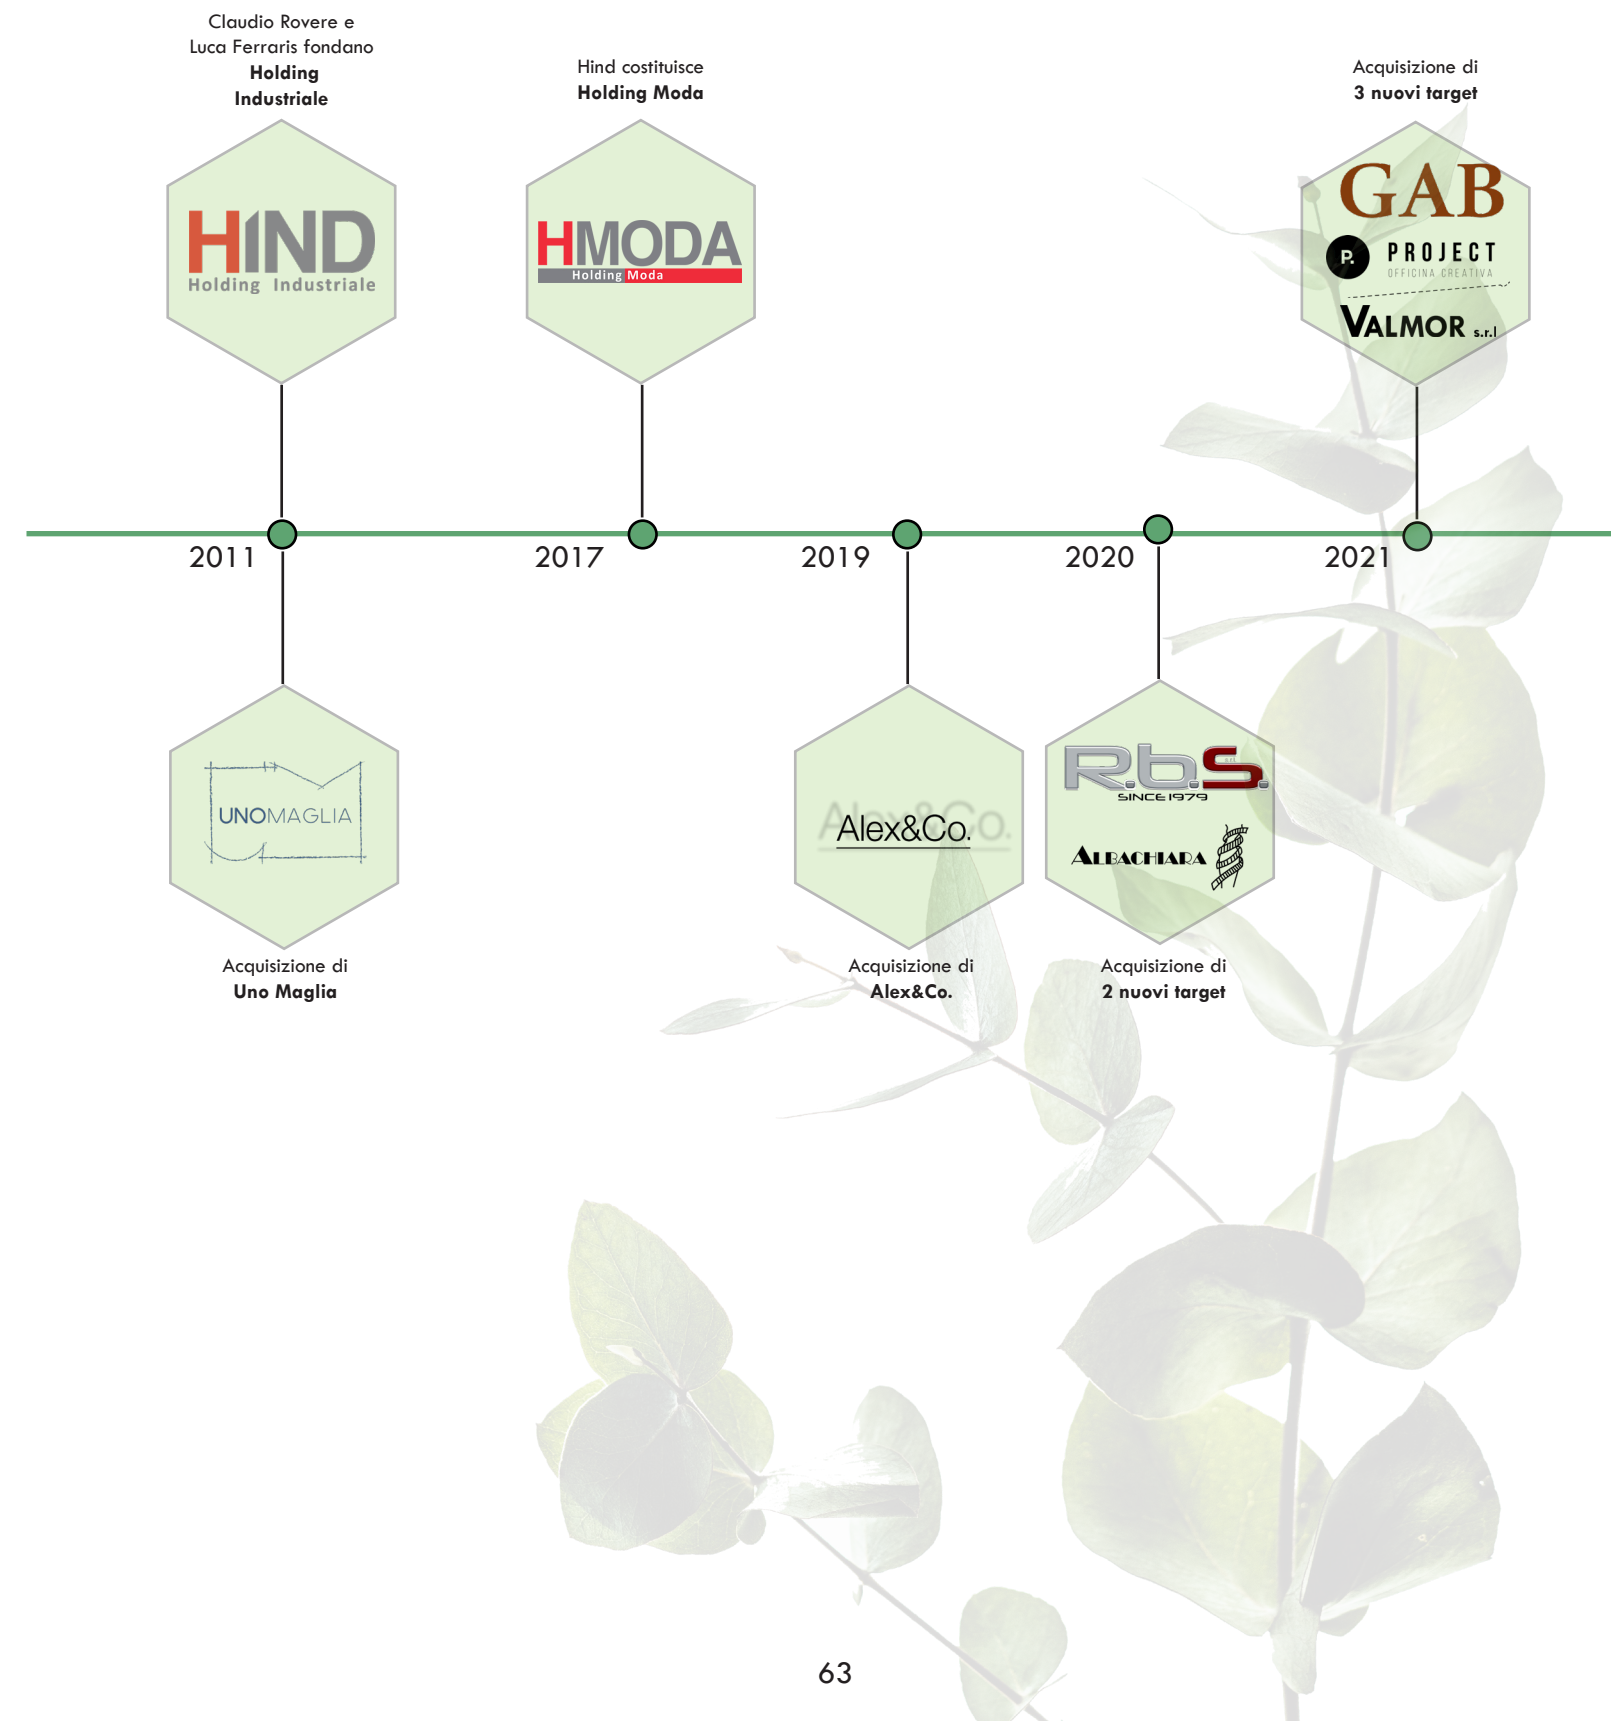 Claudio Rovere e
Luca Ferraris fondano
Holding
Industriale
HIND
Holding Industriale
Hind costituisce
Holding Moda
HMODA
Holding Moda
Acquisizione di
3 nuovi target
GAB
P. PROJECT
OFFICINA CREATIVA
VALMOR s.r.l
2011
2017
2019
2020
2021
UNOMAGLIA
Acquisizione di
Uno Maglia
Alex&Co.
Alex&Co.
Acquisizione di
Alex&Co.
R.b.S.
SINCE 1979
ALBACHIARA
Acquisizione di
2 nuovi target
63